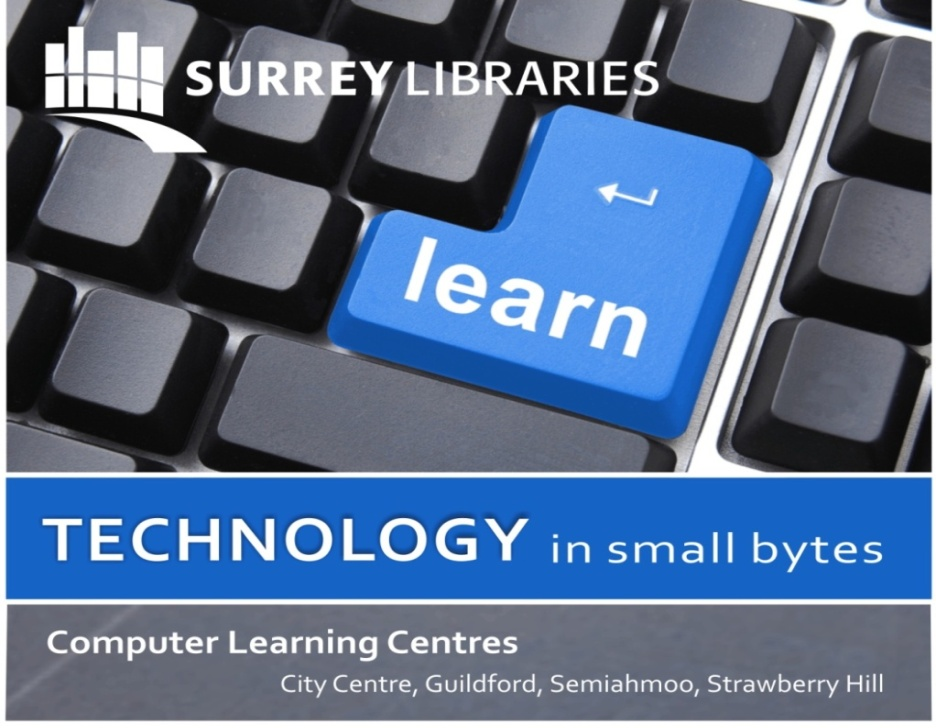 SURREY LIBRARIES
learn
TECHNOLOGY in small bytes
Computer Learning Centres
City Centre, Guildford, Semiahmoo, Strawberry Hill